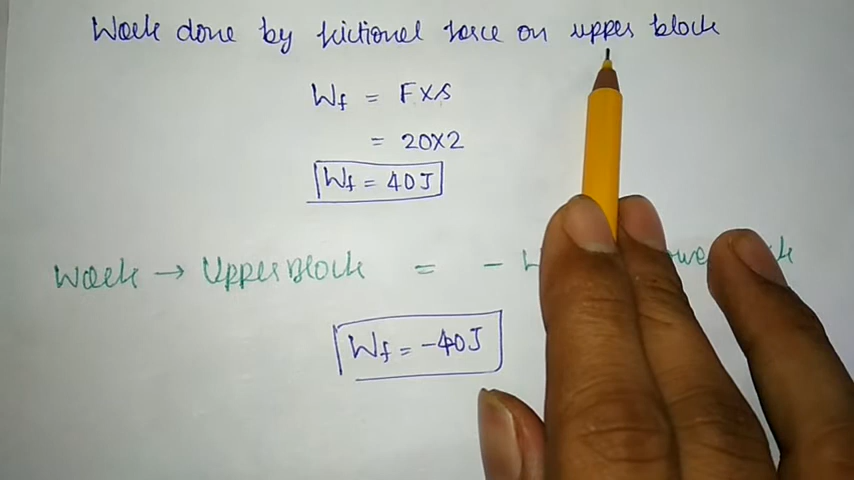 Work done by frictional force on upper block
Wf = F×s
= 20×2
Wf = 40J
Work → Upper Block = -
Wf = -40J